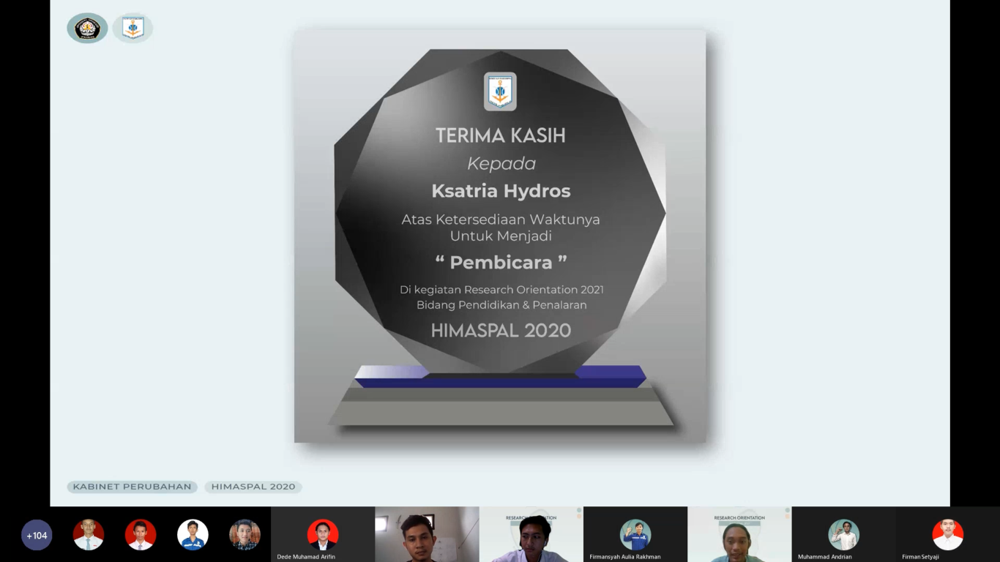 TERIMA KASIH
Kepada
Ksatria Hydros
Atas Ketersediaan Waktunya
Untuk Menjadi
“ Pembicara ”
Di kegiatan Research Orientation 2021
Bidang Pendidikan & Penalaran
HIMASPAL 2020
KABINET PERUBAHAN
HIMASPAL 2020
+104
Dede Muhamad Arifin
RESEARCH ORIENTATION
Firmansyah Aulia Rakhman
RESEARCH ORIENTATION
Muhammad Andrian
Firman Setyaji